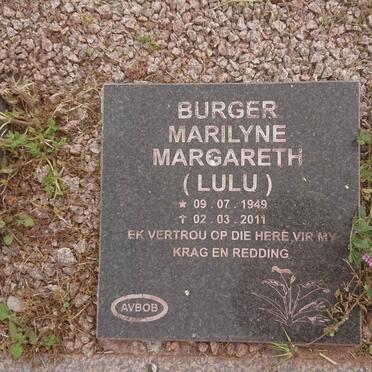 BURGER
MARILYNE
MARGARETH
( LULU )
★ 09 . 07 . 1949
✝ 02 . 03 . 2011
EK VERTROU OP DIE HERE VIR MY
KRAG EN REDDING
AVBOB